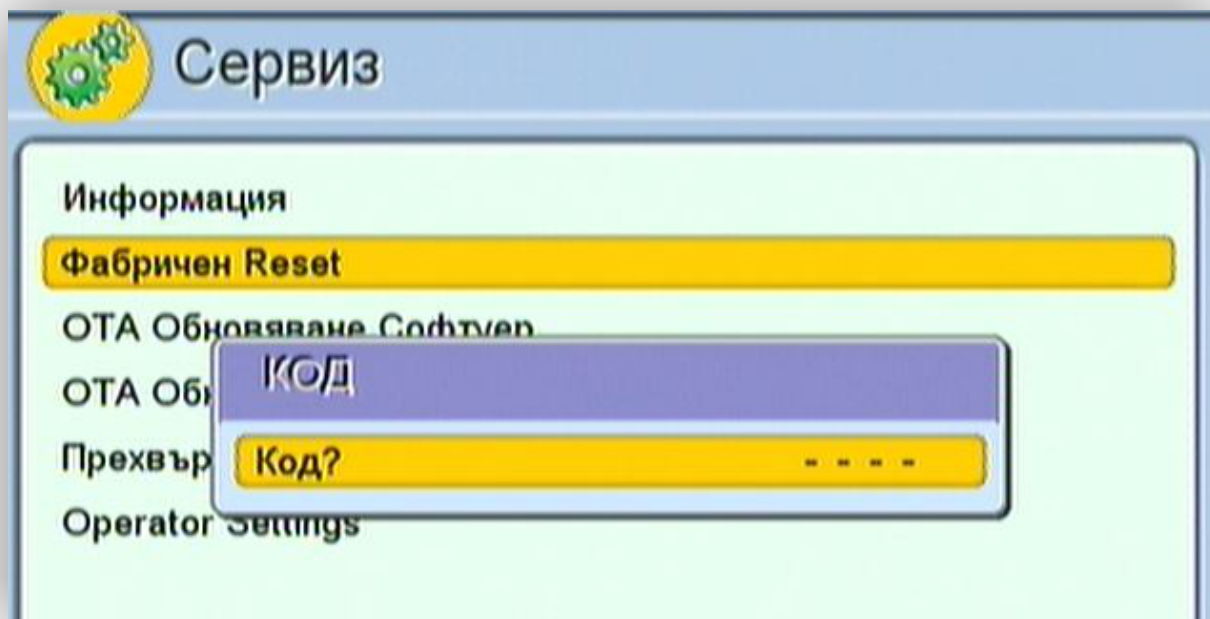 Сервиз
Информация
Фабричен Reset
ОТА Обновяване Софтуер
ОТА
КОД
Код? - - - -
Operator Settings